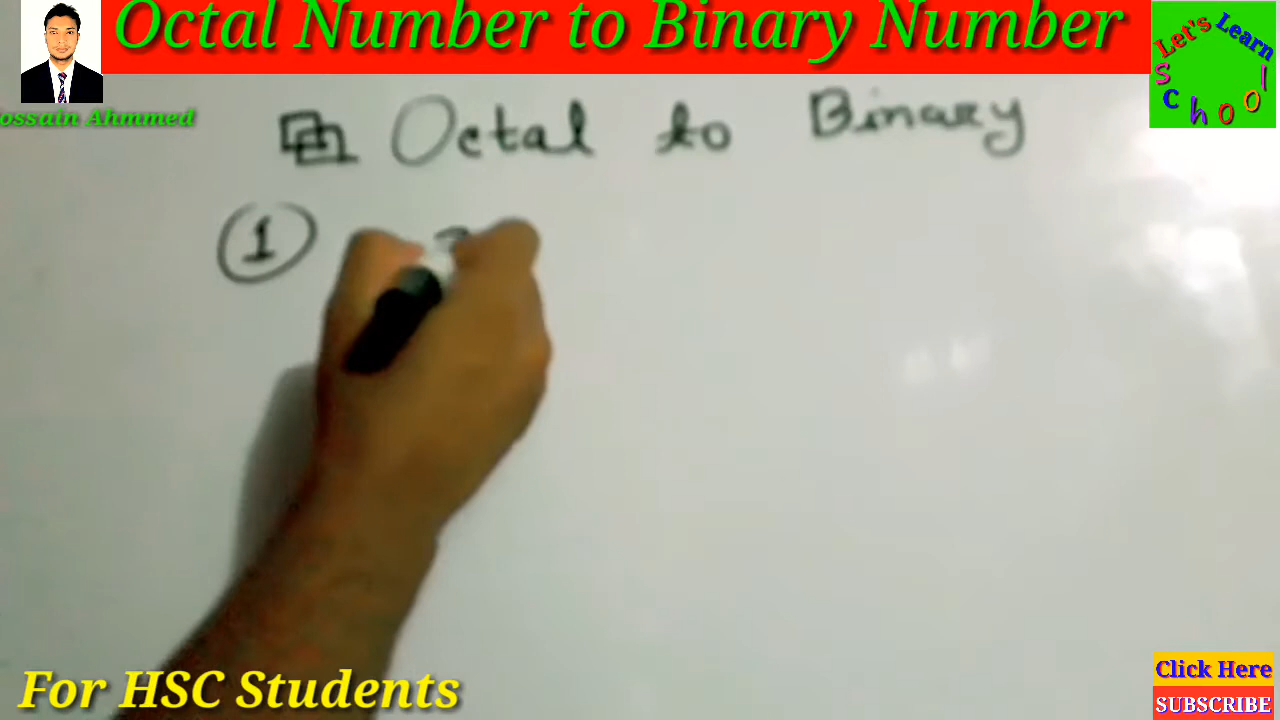 Octal Number to Binary Number
Let's Learn
School
ossain Ahmmed
Octal to Binary
1
For HSC Students
Click Here
SUBSCRIBE